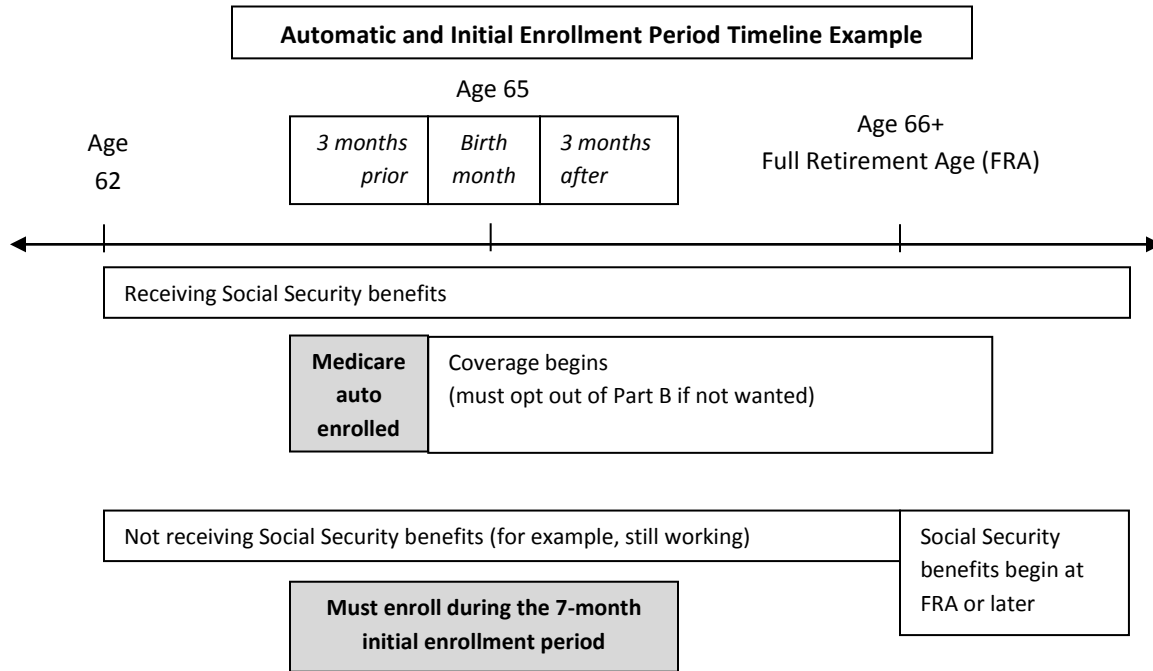 Automatic and Initial Enrollment Period Timeline Example
Age 65
Age
62
3 months
prior
Birth
month
3 months
after
Age 66+
Full Retirement Age (FRA)
Receiving Social Security benefits
Medicare
auto
enrolled
Coverage begins
(must opt out of Part B if not wanted)
Not receiving Social Security benefits (for example, still working)
Social Security
benefits begin at
FRA or later
Must enroll during the 7-month
initial enrollment period